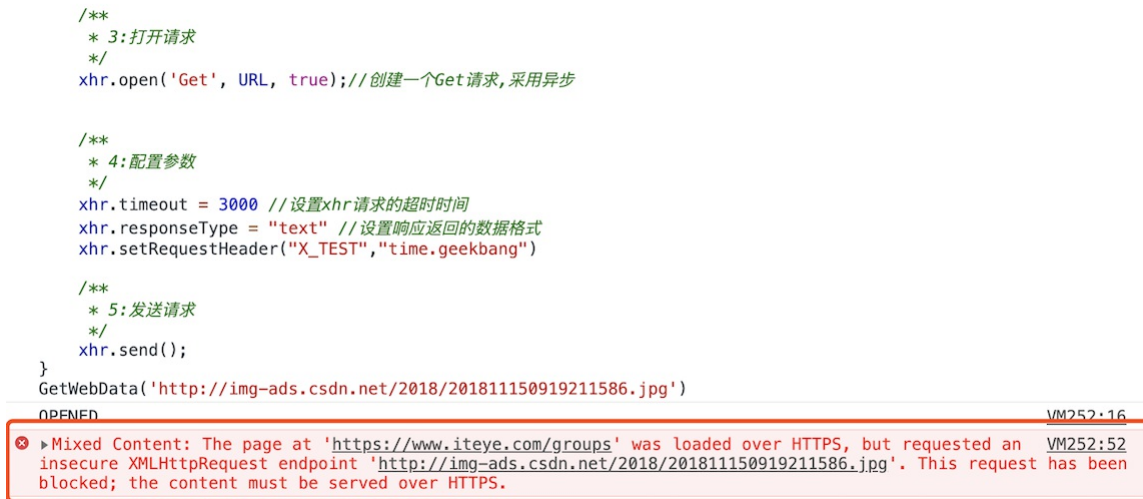 /**
* 3:打开请求
*/
xhr.open('Get', URL, true);//创建一个Get请求,采用异步
/**
* 4:配置参数
*/
xhr.timeout = 3000 //设置xhr请求的超时时间
xhr.responseType = "text" //设置响应返回的数据格式
xhr.setRequestHeader("X_TEST","time.geekbang")
/**
* 5:发送请求
*/
xhr.send();
}
GetWebData('http://img-ads.csdn.net/2018/201811150919211586.jpg')
OPENED VM252:16
Mixed Content: The page at 'https://www.iteye.com/groups' was loaded over HTTPS, but requested an VM252:52
insecure XMLHttpRequest endpoint 'http://img-ads.csdn.net/2018/201811150919211586.jpg'. This request has been
blocked; the content must be served over HTTPS.